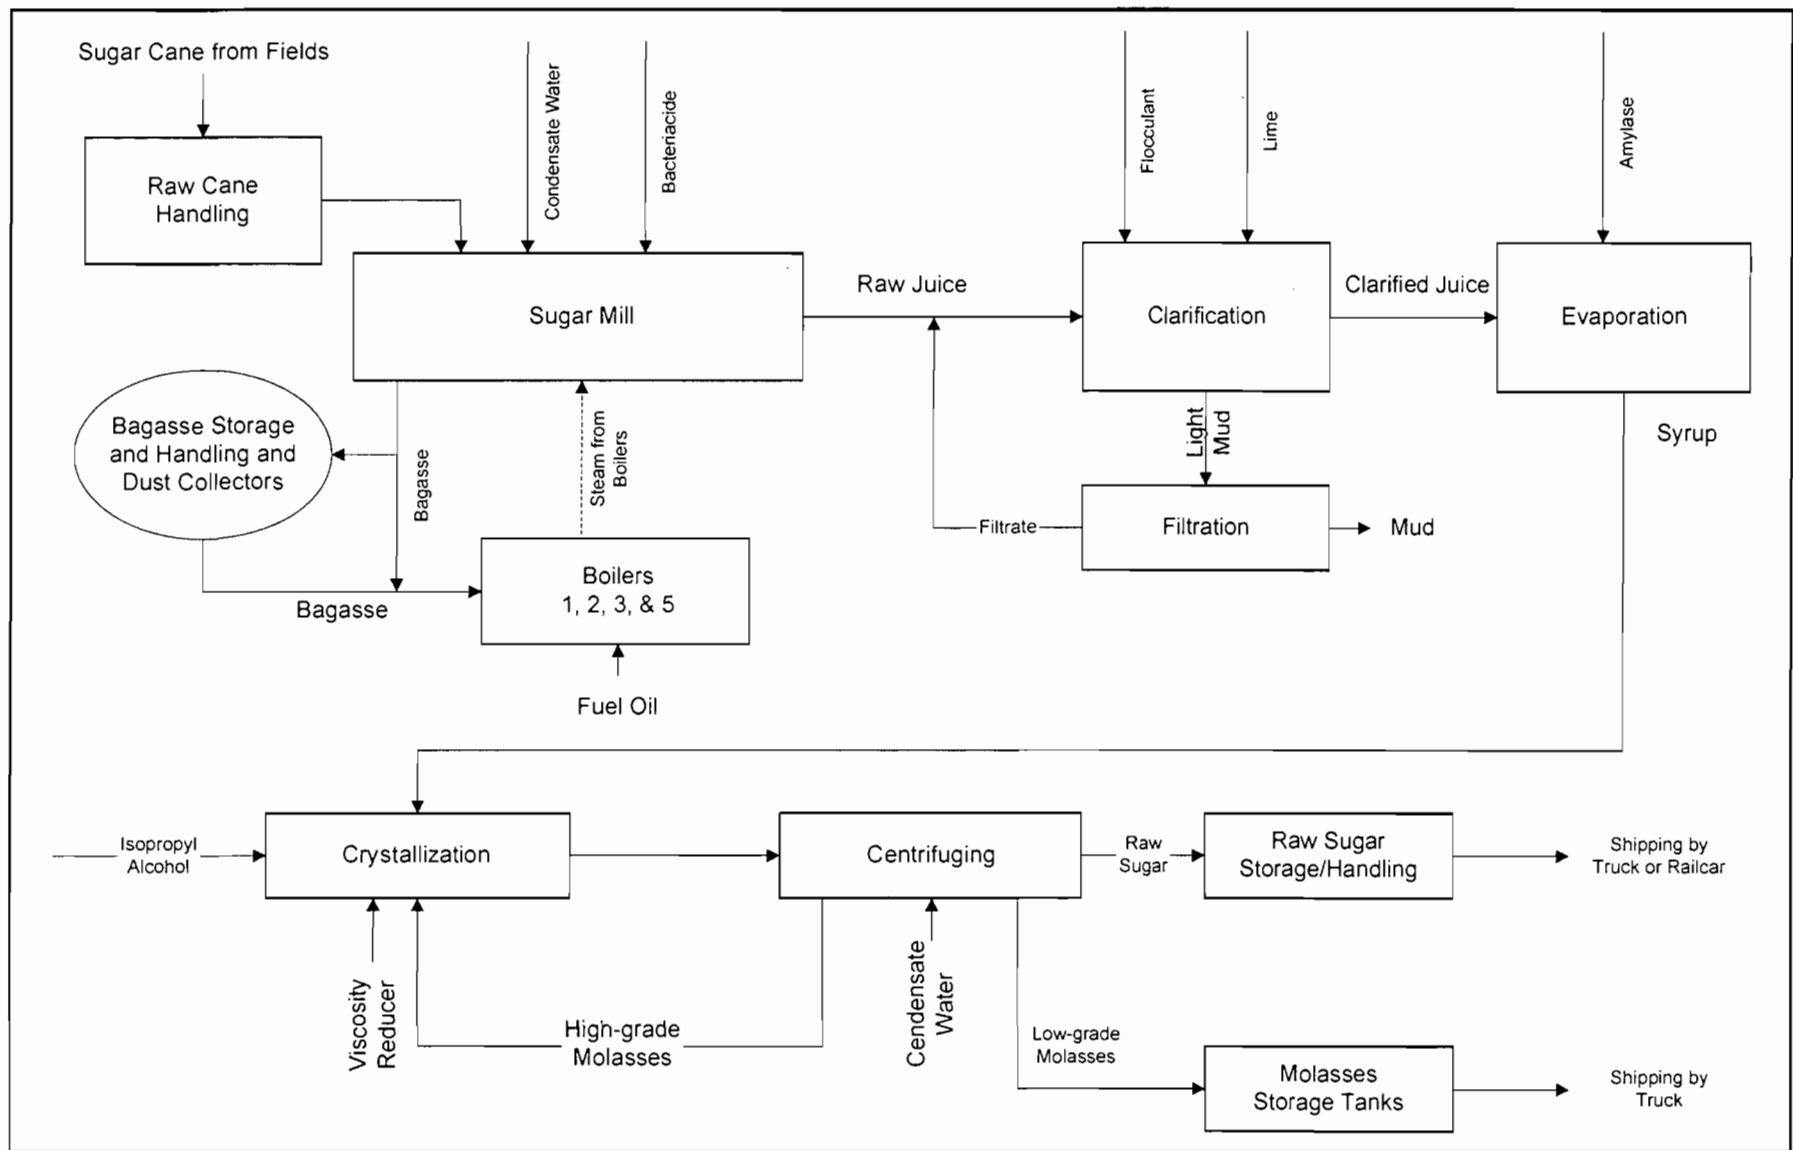 Sugar Cane from Fields
Condensate Water
Bacteriacide
Flocculant
Lime
Amylase
Raw Cane
Handling
Sugar Mill
Raw Juice
Clarification
Clarified Juice
Evaporation
Bagasse Storage
and Handling and
Dust Collectors
Bagasse
Steam from
Boilers
Light
Mud
Syrup
Filtrate
Filtration
Mud
Boilers
1, 2, 3, & 5
Bagasse
Fuel Oil
Isopropyl
Alcohol
Crystallization
Centrifuging
Raw
Sugar
Raw Sugar
Storage/Handling
Shipping by
Truck or Railcar
Viscosity
Reducer
High-grade
Molasses
Cendensate
Water
Low-grade
Molasses
Molasses
Storage Tanks
Shipping by
Truck